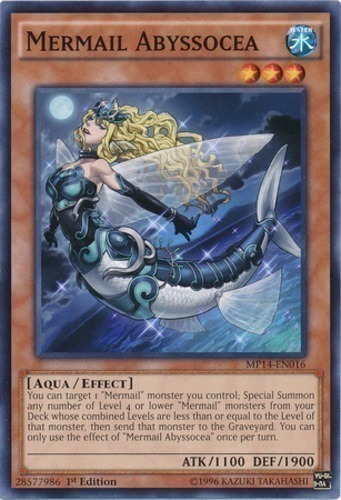 MERMAIL ABYSSOCEA
WATER
水
MP14-EN016
[AQUA / EFFECT]
You can target 1 "Mermail" monster you control; Special Summon
any number of Level 4 or lower "Mermail" monsters from your
Deck whose combined Levels are less than or equal to the Level of
that monster, then send that monster to the Graveyard. You can
only use the effect of "Mermail Abyssocea" once per turn.
ATK/1100 DEF/1900
28577986 1st Edition ©1996 KAZUKI TAKAHASHI